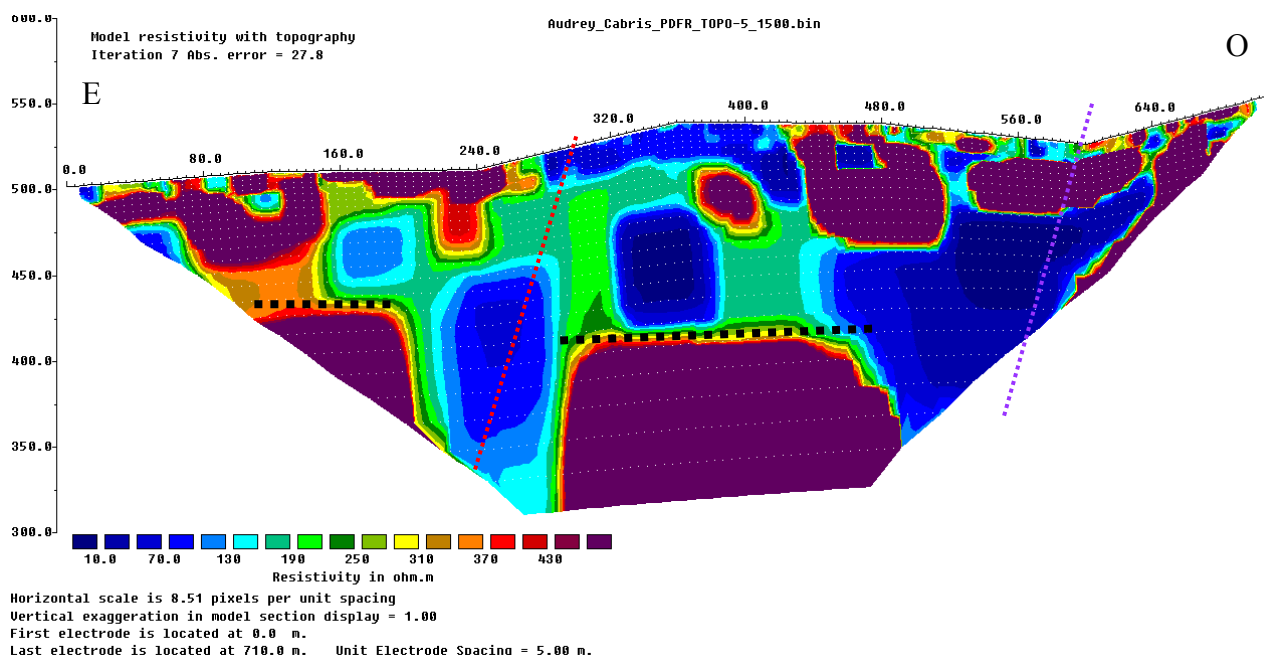 600.0
Audrey_Cabris_PDFR_TOPO-5_1500.bin
Model resistivity with topography
Iteration 7 Abs. error = 27.8
E
O
550.0
500.0
450.0
400.0
350.0
300.0
0.0 80.0 160.0 240.0 320.0 400.0 480.0 560.0 640.0
10.0 70.0 130 190 250 310 370 430
Resistivity in ohm.m
Horizontal scale is 8.51 pixels per unit spacing
Vertical exaggeration in model section display = 1.00
First electrode is located at 0.0 m.
Last electrode is located at 710.0 m. Unit Electrode Spacing = 5.00 m.